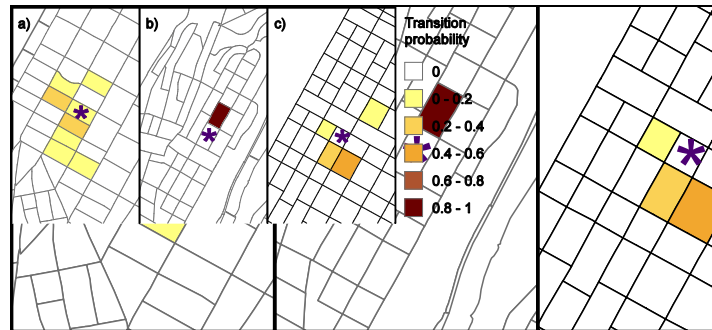 a)
b)
c)
Transition
probability
0
0 - 0.2
0.2 - 0.4
0.4 - 0.6
0.6 - 0.8
0.8 - 1